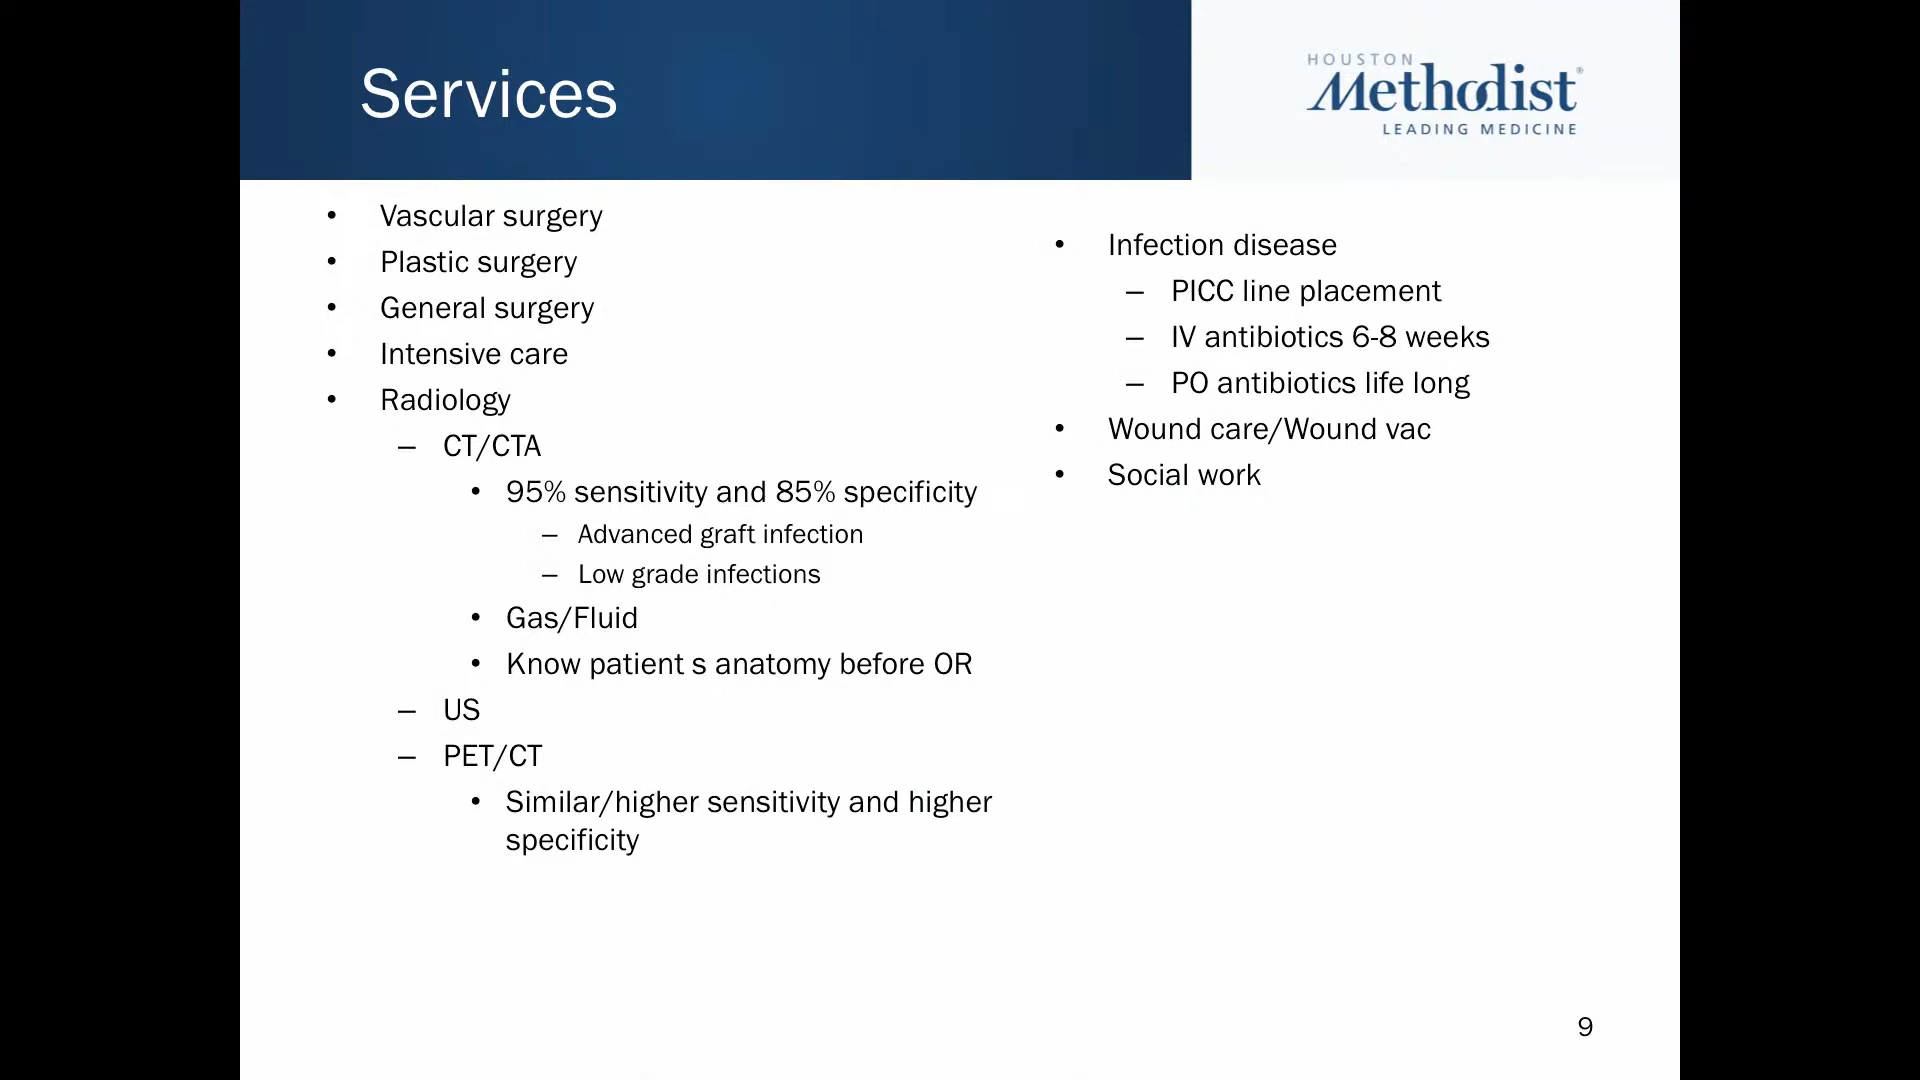 Services
HOUSTON
Methodist®
LEADING MEDICINE
• Vascular surgery
• Plastic surgery
• General surgery
• Intensive care
• Radiology
– CT/CTA
• 95% sensitivity and 85% specificity
– Advanced graft infection
– Low grade infections
• Gas/Fluid
• Know patient s anatomy before OR
– US
– PET/CT
• Similar/higher sensitivity and higher
specificity
• Infection disease
– PICC line placement
– IV antibiotics 6-8 weeks
– PO antibiotics life long
• Wound care/Wound vac
• Social work
9